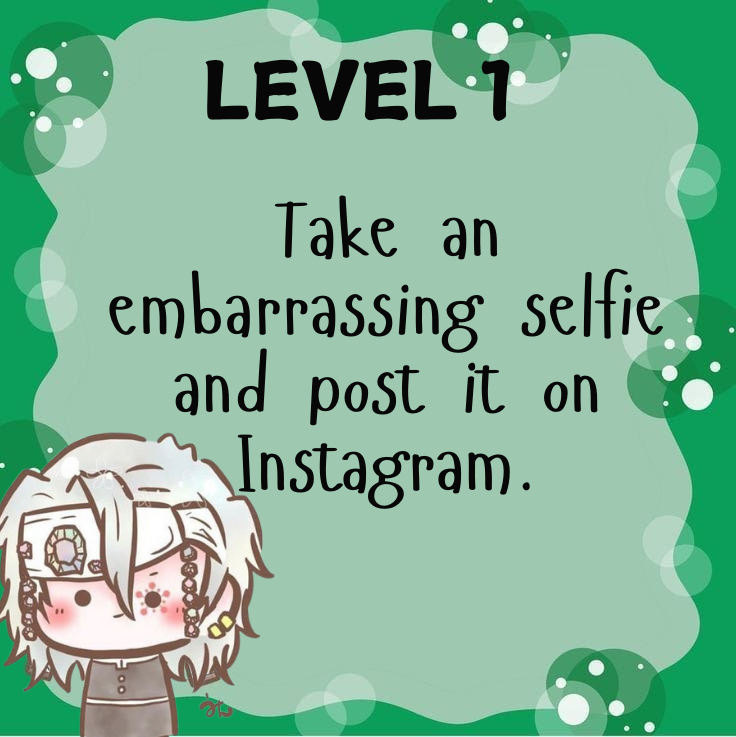 LEVEL 1
Take an
embarrassing selfie
and post it on
Instagram.